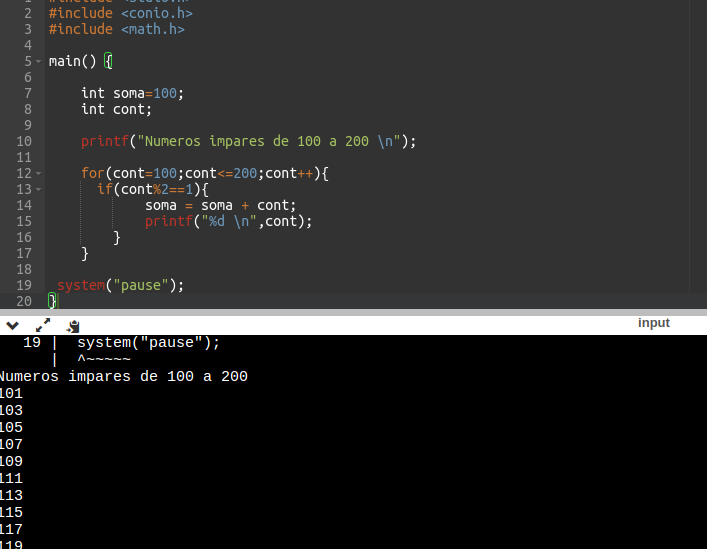 2 #include <conio.h>
3 #include <math.h>
4
5 main() {
6
7 int soma=100;
8 int cont;
9
10 printf("Numeros impares de 100 a 200 \n");
11
12 for(cont=100;cont<=200;cont++){
13 if(cont%2==1){
14 soma = soma + cont;
15 printf("%d \n",cont);
16 }
17 }
18
19 system("pause");
20 }
input
19 | system("pause");
| ^~~~~~
Numeros impares de 100 a 200
101
103
105
107
109
111
113
115
117
119